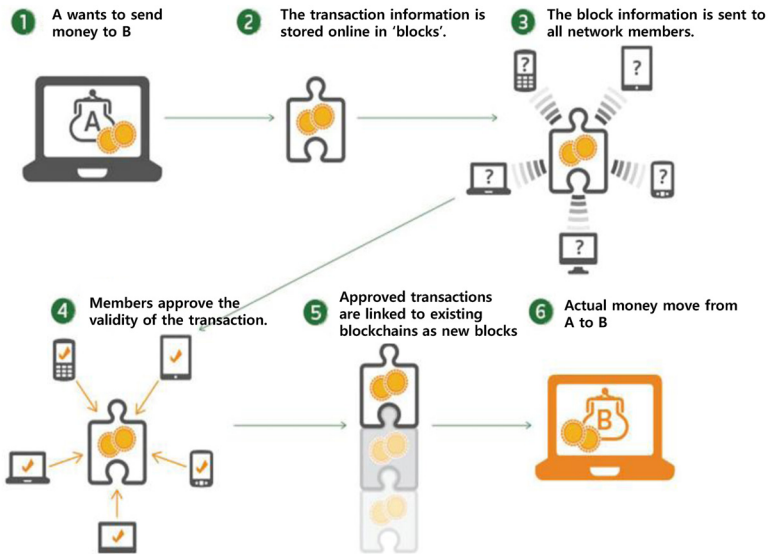 1 A wants to send
money to B
2 The transaction information is
stored online in ‘blocks’.
3 The block information is sent to
all network members.
A
?
?
?
?
?
4 Members approve the
validity of the transaction.
5 Approved transactions
are linked to existing
blockchains as new blocks
6 Actual money move from
A to B
B